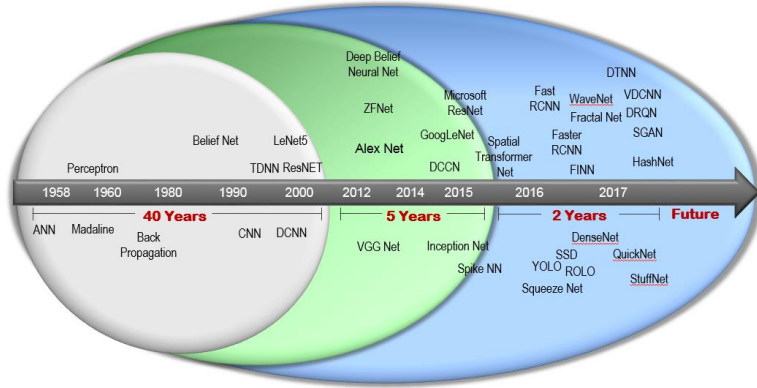 Deep Belief
Neural Net
DTNN
Microsoft
ResNet
Fast
RCNN
WaveNet
VDCNN
ZFNet
Fractal Net
DRQN
Belief Net
LeNet5
Alex Net
GoogLeNet
Spatial
Transformer
Net
Faster
RCNN
SGAN
Perceptron
TDNN
ResNET
DCCN
FINN
HashNet
1958
1960
1980
1990
2000
2012
2014
2015
2016
2017
40 Years
5 Years
2 Years
Future
ANN
Madaline
Back
Propagation
CNN
DCNN
VGG Net
Inception Net
Spike NN
DenseNet
SSD
YOLO
ROLO
QuickNet
Squeeze Net
StuffNet